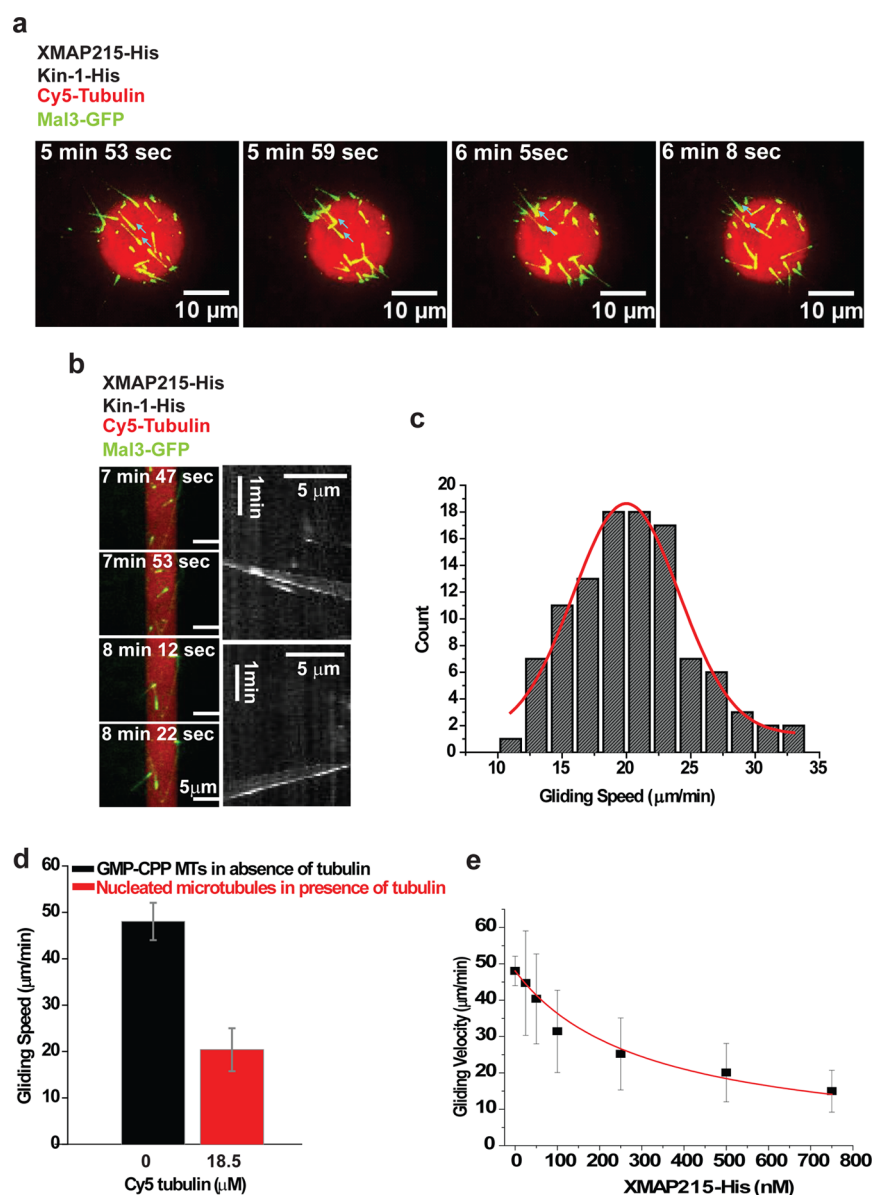 a
XMAP215-His
Kin-1-His
Cy5-Tubulin
Mal3-GFP
5 min 53 sec
5 min 59 sec
6 min 5sec
6 min 8 sec
10 μm
10 μm
10 μm
10 μm
b
XMAP215-His
Kin-1-His
Cy5-Tubulin
Mal3-GFP
7 min 47 sec
7min 53 sec
8 min 12 sec
8 min 22 sec
5μm
1min
5 μm
1min
5 μm
c
20
18
16
14
12
10
8
6
4
2
0
Count
10
15
20
25
30
35
Gliding Speed (μm/min)
d
GMP-CPP MTs in absence of tubulin
Nucleated microtubules in presence of tubulin
60
50
40
30
20
10
0
Gliding Speed (μm/min)
0
18.5
Cy5 tubulin (μM)
e
60
50
40
30
20
10
0
Gliding Velocity (μm/min)
0
100
200
300
400
500
600
700
800
XMAP215-His (nM)